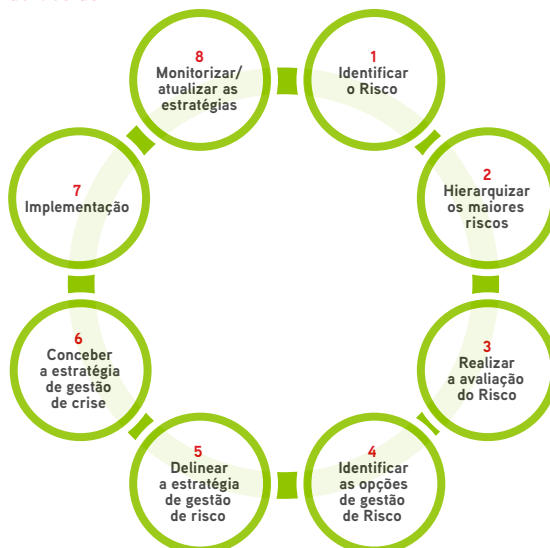 1
Identificar
o Risco
2
Hierarquizar
os maiores
riscos
3
Realizar
a avaliação
do Risco
4
Identificar
as opções
de gestão
de Risco
5
Delinear
a estratégia
de gestão
de risco
6
Conceber
a estratégia
de gestão
de crise
7
Implementação
8
Monitorizar/
atualizar as
estratégias